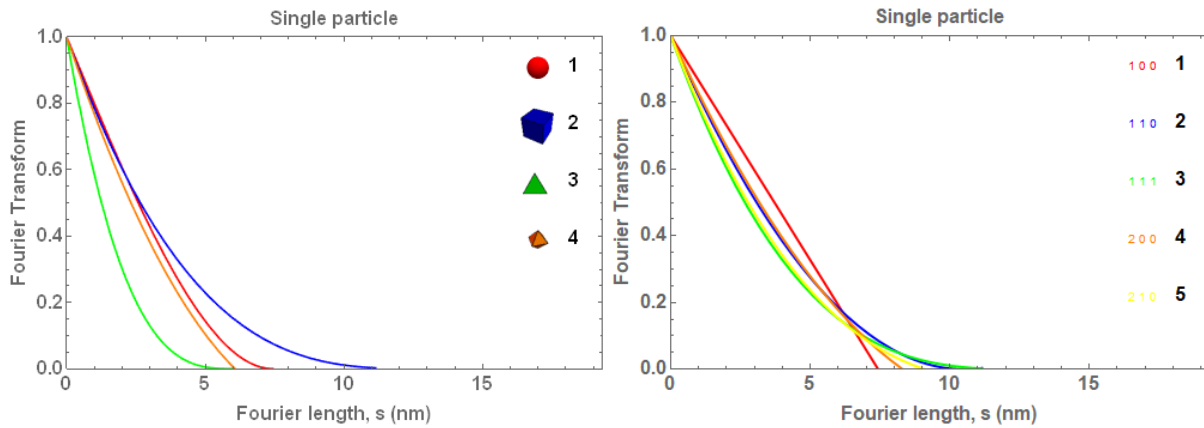 Single particle
Fourier Transform
1.0
0.8
0.6
0.4
0.2
0.0
0
5
10
15
Fourier length, s (nm)
1
2
3
4
Single particle
Fourier Transform
1.0
0.8
0.6
0.4
0.2
0.0
0
5
10
15
Fourier length, s (nm)
1 0 0 1
1 1 0 2
1 1 1 3
2 0 0 4
2 1 0 5